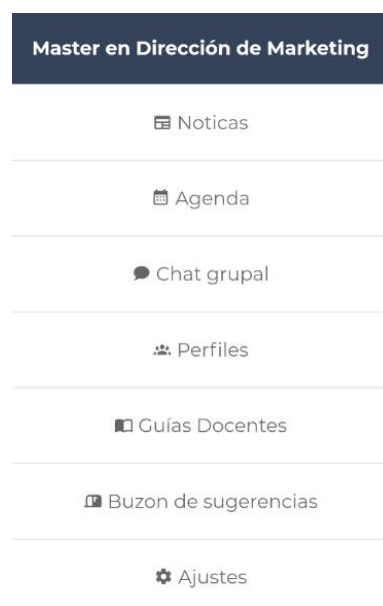 Master en Dirección de Marketing
Noticas
Agenda
Chat grupal
Perfiles
Guías Docentes
Buzon de sugerencias
Ajustes